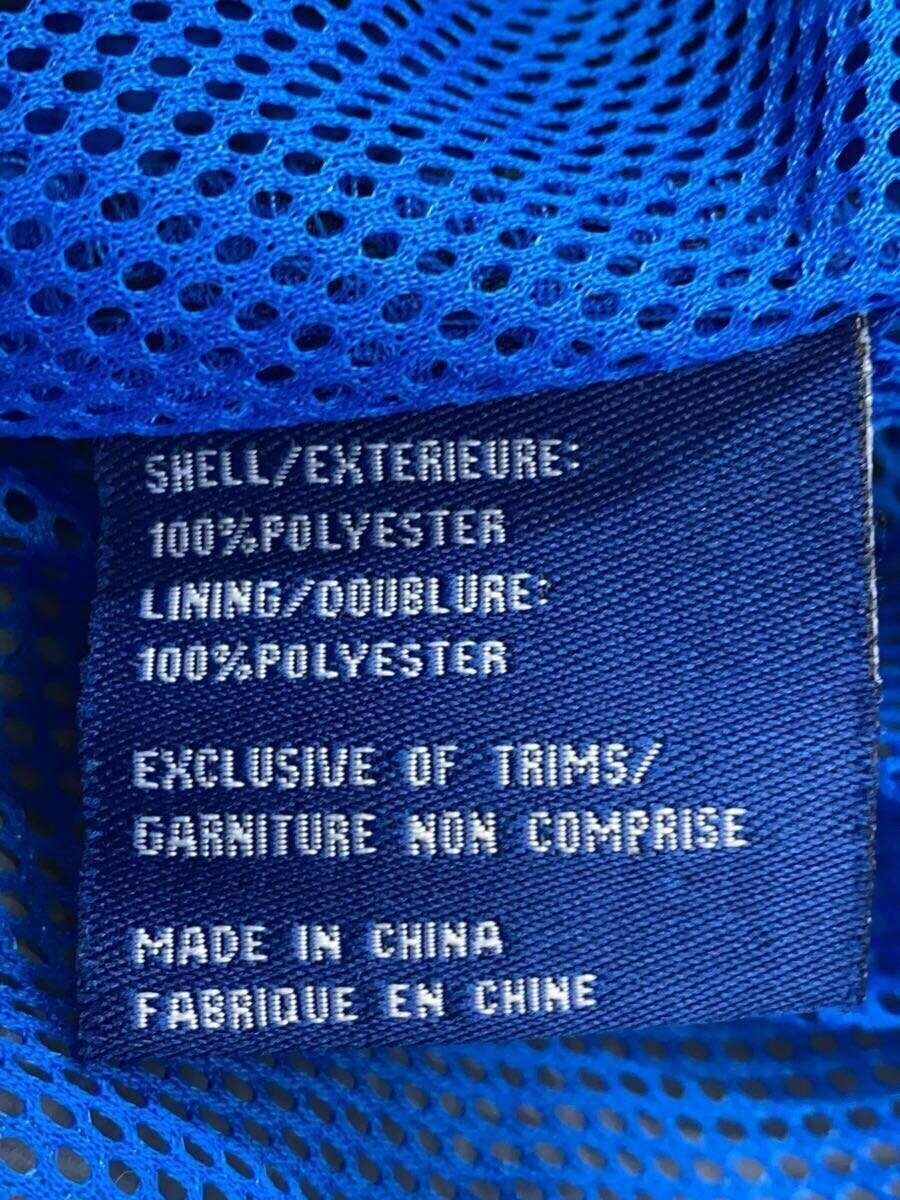 SHELL/EXTERIEURE:
100%POLYESTER
LINING/DOUBLURE:
100%POLYESTER
EXCLUSIVE OF TRIMS/
GARNITURE NON COMPRISE
MADE IN CHINA
FABRIQUE EN CHINE